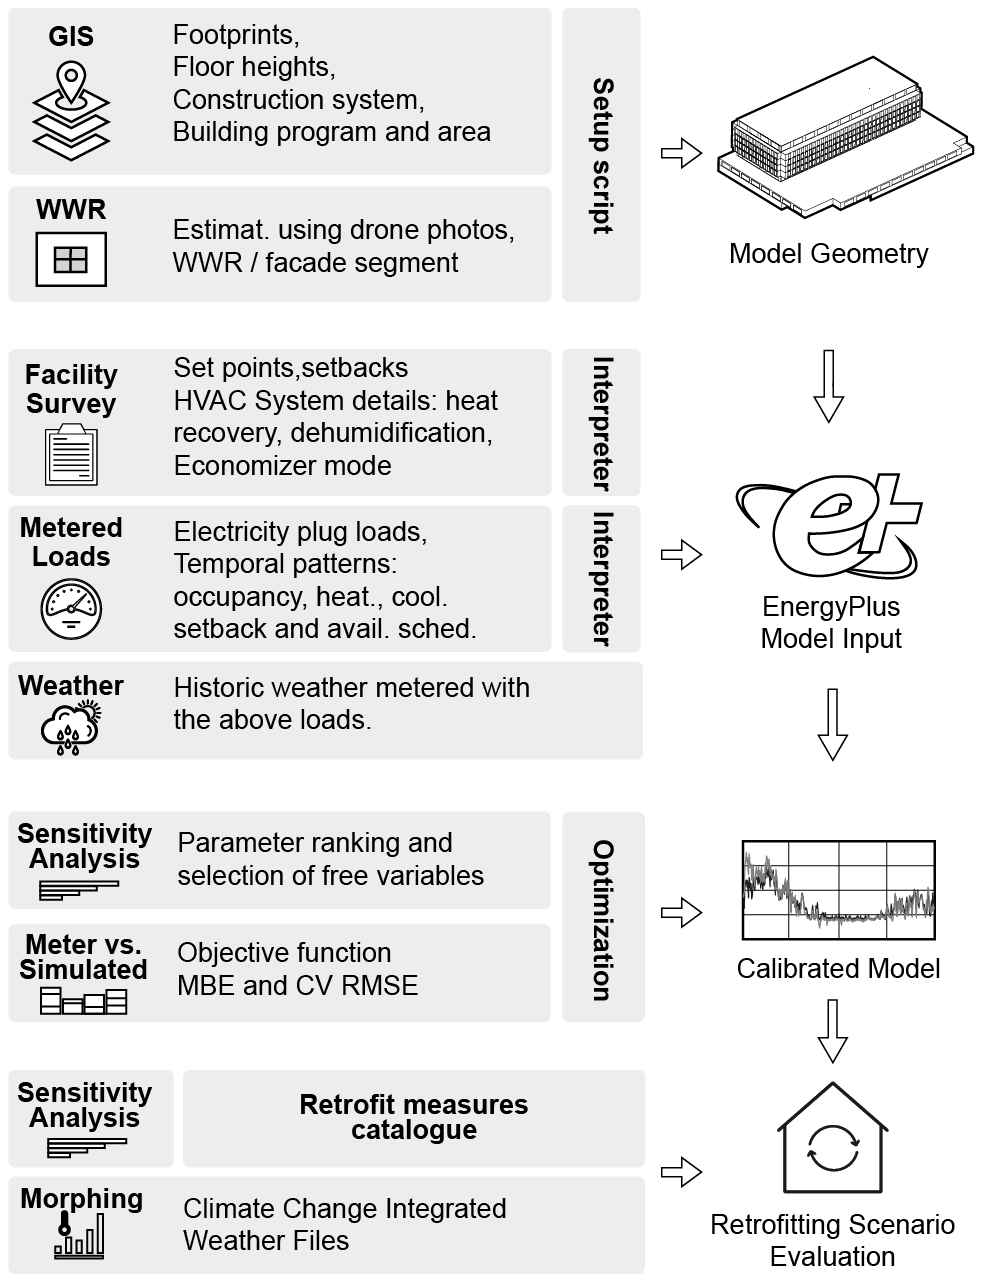 GIS
Footprints,
Floor heights,
Construction system,
Building program and area
WWR
Estimat. using drone photos,
WWR / facade segment
Setup script
Model Geometry
Facility
Survey
Set points,setbacks
HVAC System details: heat
recovery, dehumidification,
Economizer mode
Interpreter
Metered
Loads
Electricity plug loads,
Temporal patterns:
occupancy, heat., cool.
setback and avail. sched.
Interpreter
Weather
Historic weather metered with
the above loads.
e+
EnergyPlus
Model Input
Sensitivity
Analysis
Parameter ranking and
selection of free variables
Meter vs.
Simulated
Objective function
MBE and CV RMSE
Optimization
Calibrated Model
Sensitivity
Analysis
Retrofit measures
catalogue
Morphing
Climate Change Integrated
Weather Files
Retrofitting Scenario
Evaluation